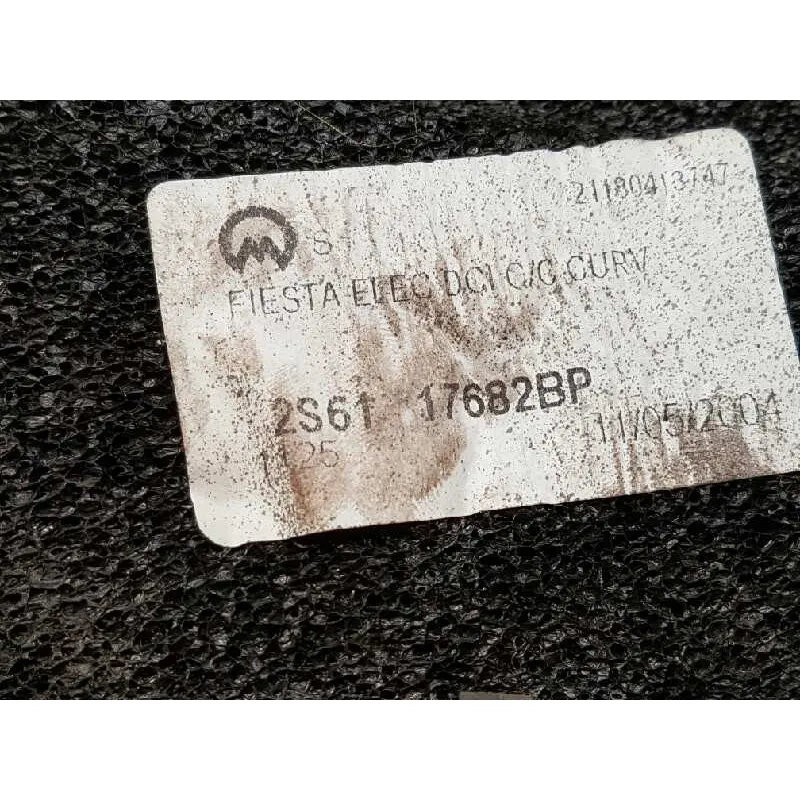 21180413747
FIESTA ELEC DCI C/C CURV
2S61 17682BP
1125 11/05/2004